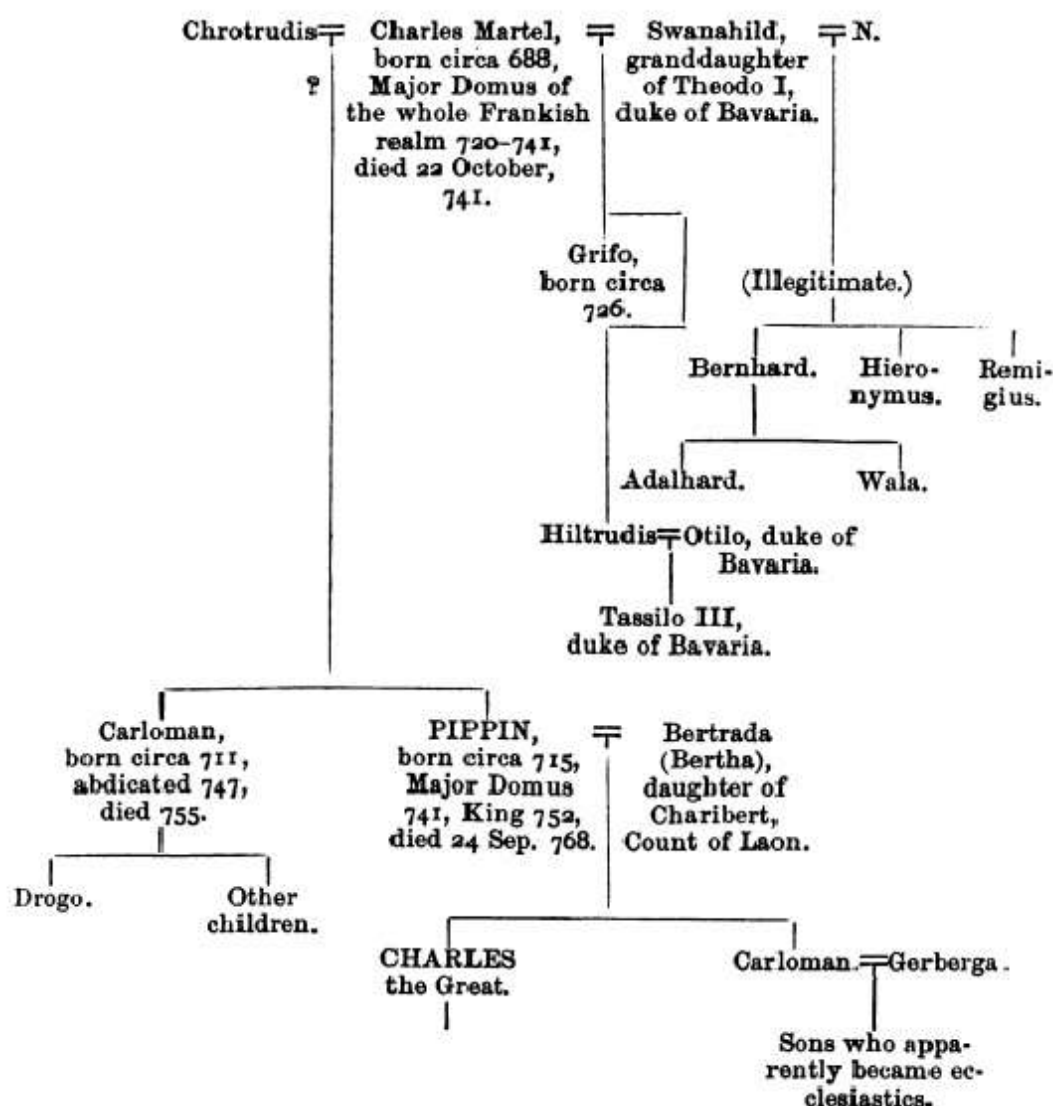 Chrotrudis
?
Charles Martel,
born circa 688,
Major Domus of
the whole Frankish
realm 720–741,
died 22 October,
741.
Swanahild,
granddaughter
of Theodo I,
duke of Bavaria.
N.
Grifo,
born circa
726.
(Illegitimate.)
Bernhard.
Hiero-
nymus.
Remi-
gius.
Adalhard.
Wala.
Hiltrudis
Otilo, duke of
Bavaria.
Tassilo III,
duke of Bavaria.
Carloman,
born circa 711,
abdicated 747,
died 755.
PIPPIN,
born circa 715,
Major Domus
741, King 752,
died 24 Sep. 768.
Bertrada
(Bertha),
daughter of
Charibert,
Count of Laon.
Drogo.
Other
children.
CHARLES
the Great.
Carloman.
Gerberga.
Sons who appa-
rently became ec-
clesiastics.